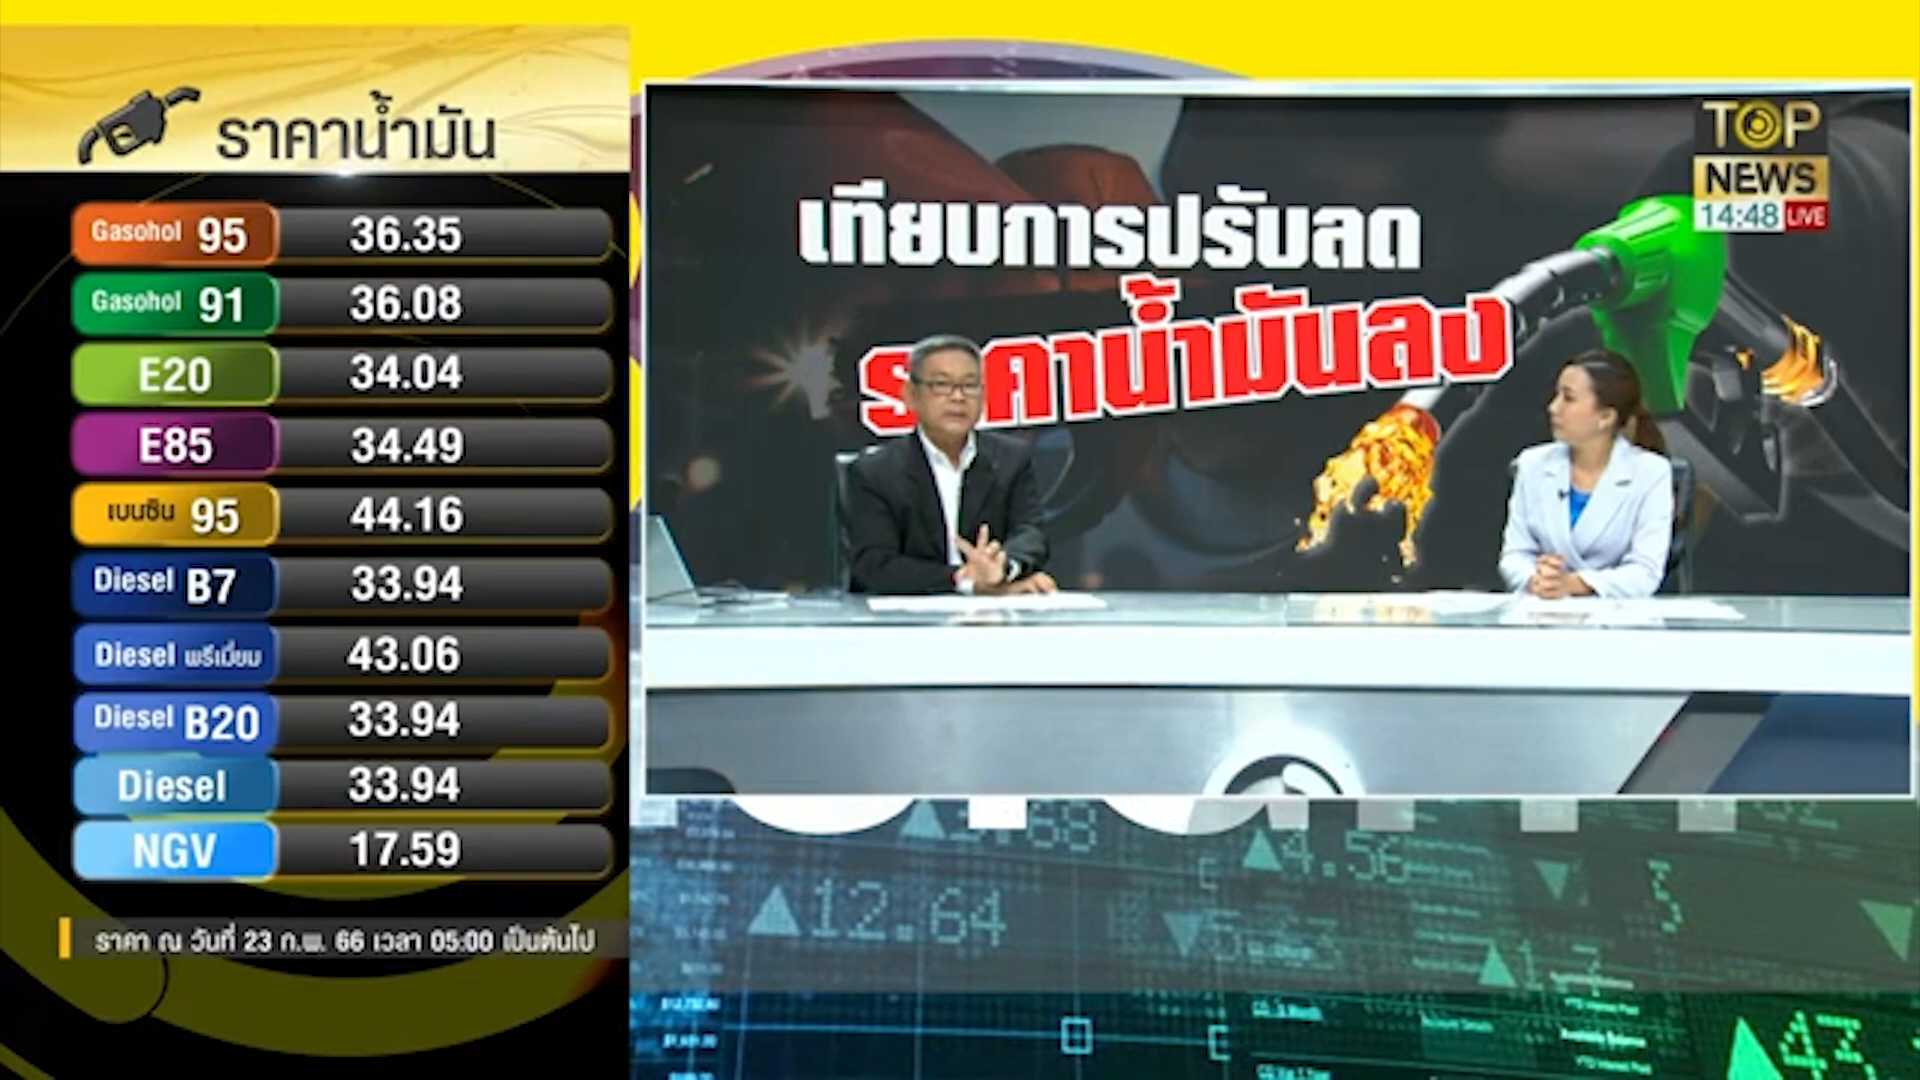 ราคาน้ำมัน
Gasohol 95 36.35
Gasohol 91 36.08
E20 34.04
E85 34.49
เบนซิน 95 44.16
Diesel B7 33.94
Diesel พรีเมี่ยม 43.06
Diesel B20 33.94
Diesel 33.94
NGV 17.59
ราคา ณ วันที่ 23 ก.พ. 66 เวลา 05:00 เป็นต้นไป
TOP
NEWS
14:48 LIVE
เทียบการปรับลด
ราคาน้ำมันลง
4.56
12.64